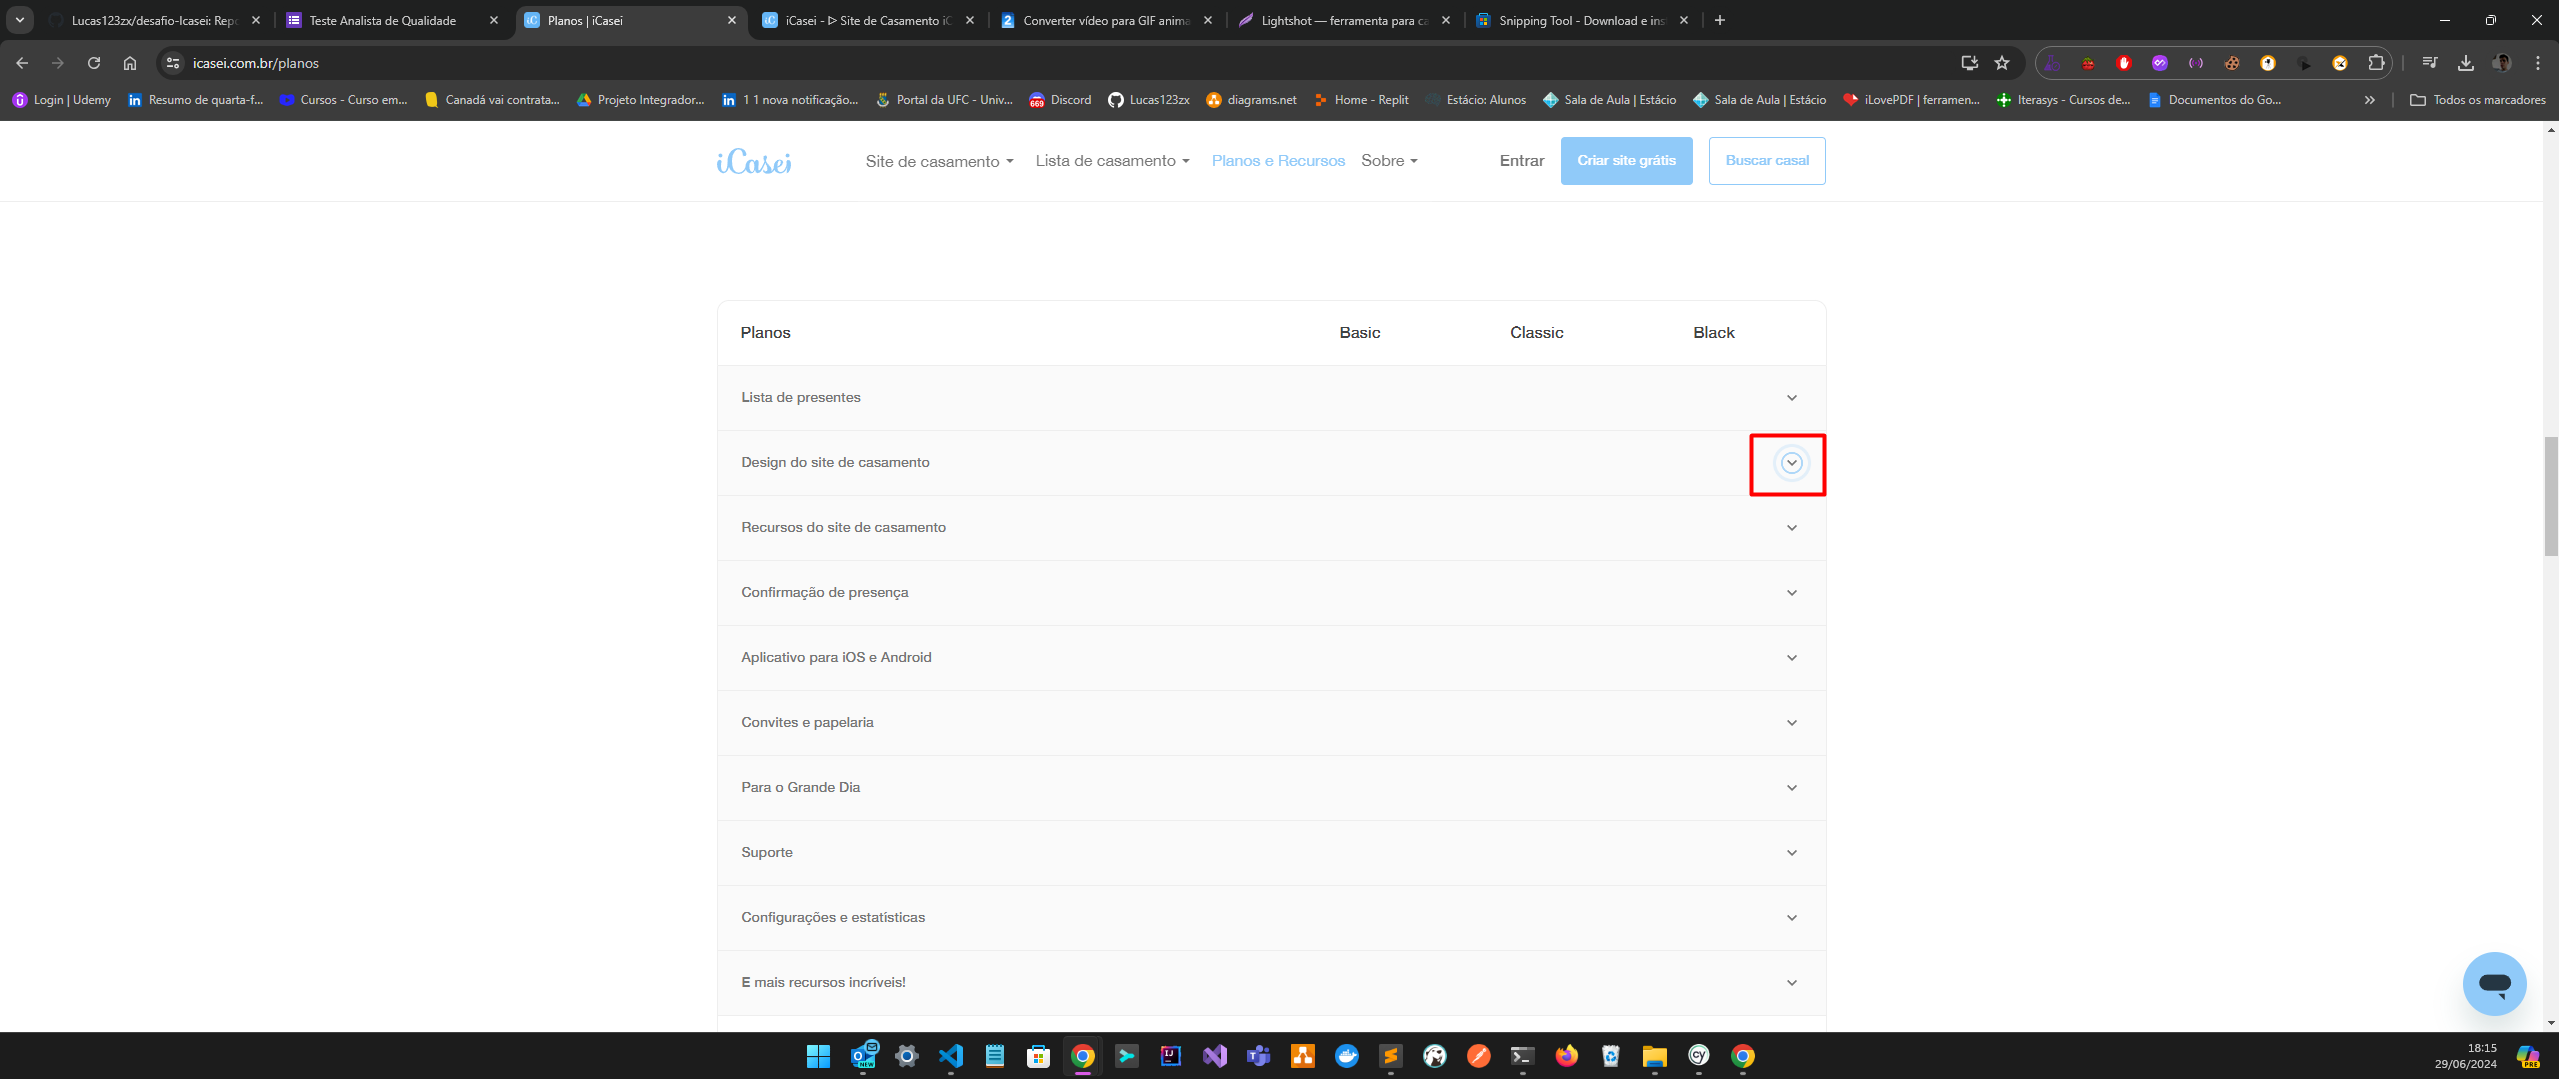 Lucas123zx/desafio-Icasei: Repo
Teste Analista de Qualidade
Planos | iCasei
iCasei - ᐅ Site de Casamento iC
Converter vídeo para GIF anima
Lightshot — ferramenta para ca
Snipping Tool - Download e inst
icasei.com.br/planos
Login | Udemy
Resumo de quarta-f...
Cursos - Curso em...
Canadá vai contrata...
Projeto Integrador...
1 1 nova notificação...
Portal da UFC - Univ...
669
Discord
Lucas123zx
diagrams.net
Home - Replit
Estácio: Alunos
Sala de Aula | Estácio
Sala de Aula | Estácio
iLovePDF | ferramen...
Iterasys - Cursos de...
Documentos do Go...
Todos os marcadores
iCasei
Site de casamento
Lista de casamento
Planos e Recursos
Sobre
Entrar
Criar site grátis
Buscar casal
Planos
Basic
Classic
Black
Lista de presentes
Design do site de casamento
Recursos do site de casamento
Confirmação de presença
Aplicativo para iOS e Android
Convites e papelaria
Para o Grande Dia
Suporte
Configurações e estatísticas
E mais recursos incríveis!
NEW
18:15
29/06/2024
PRE